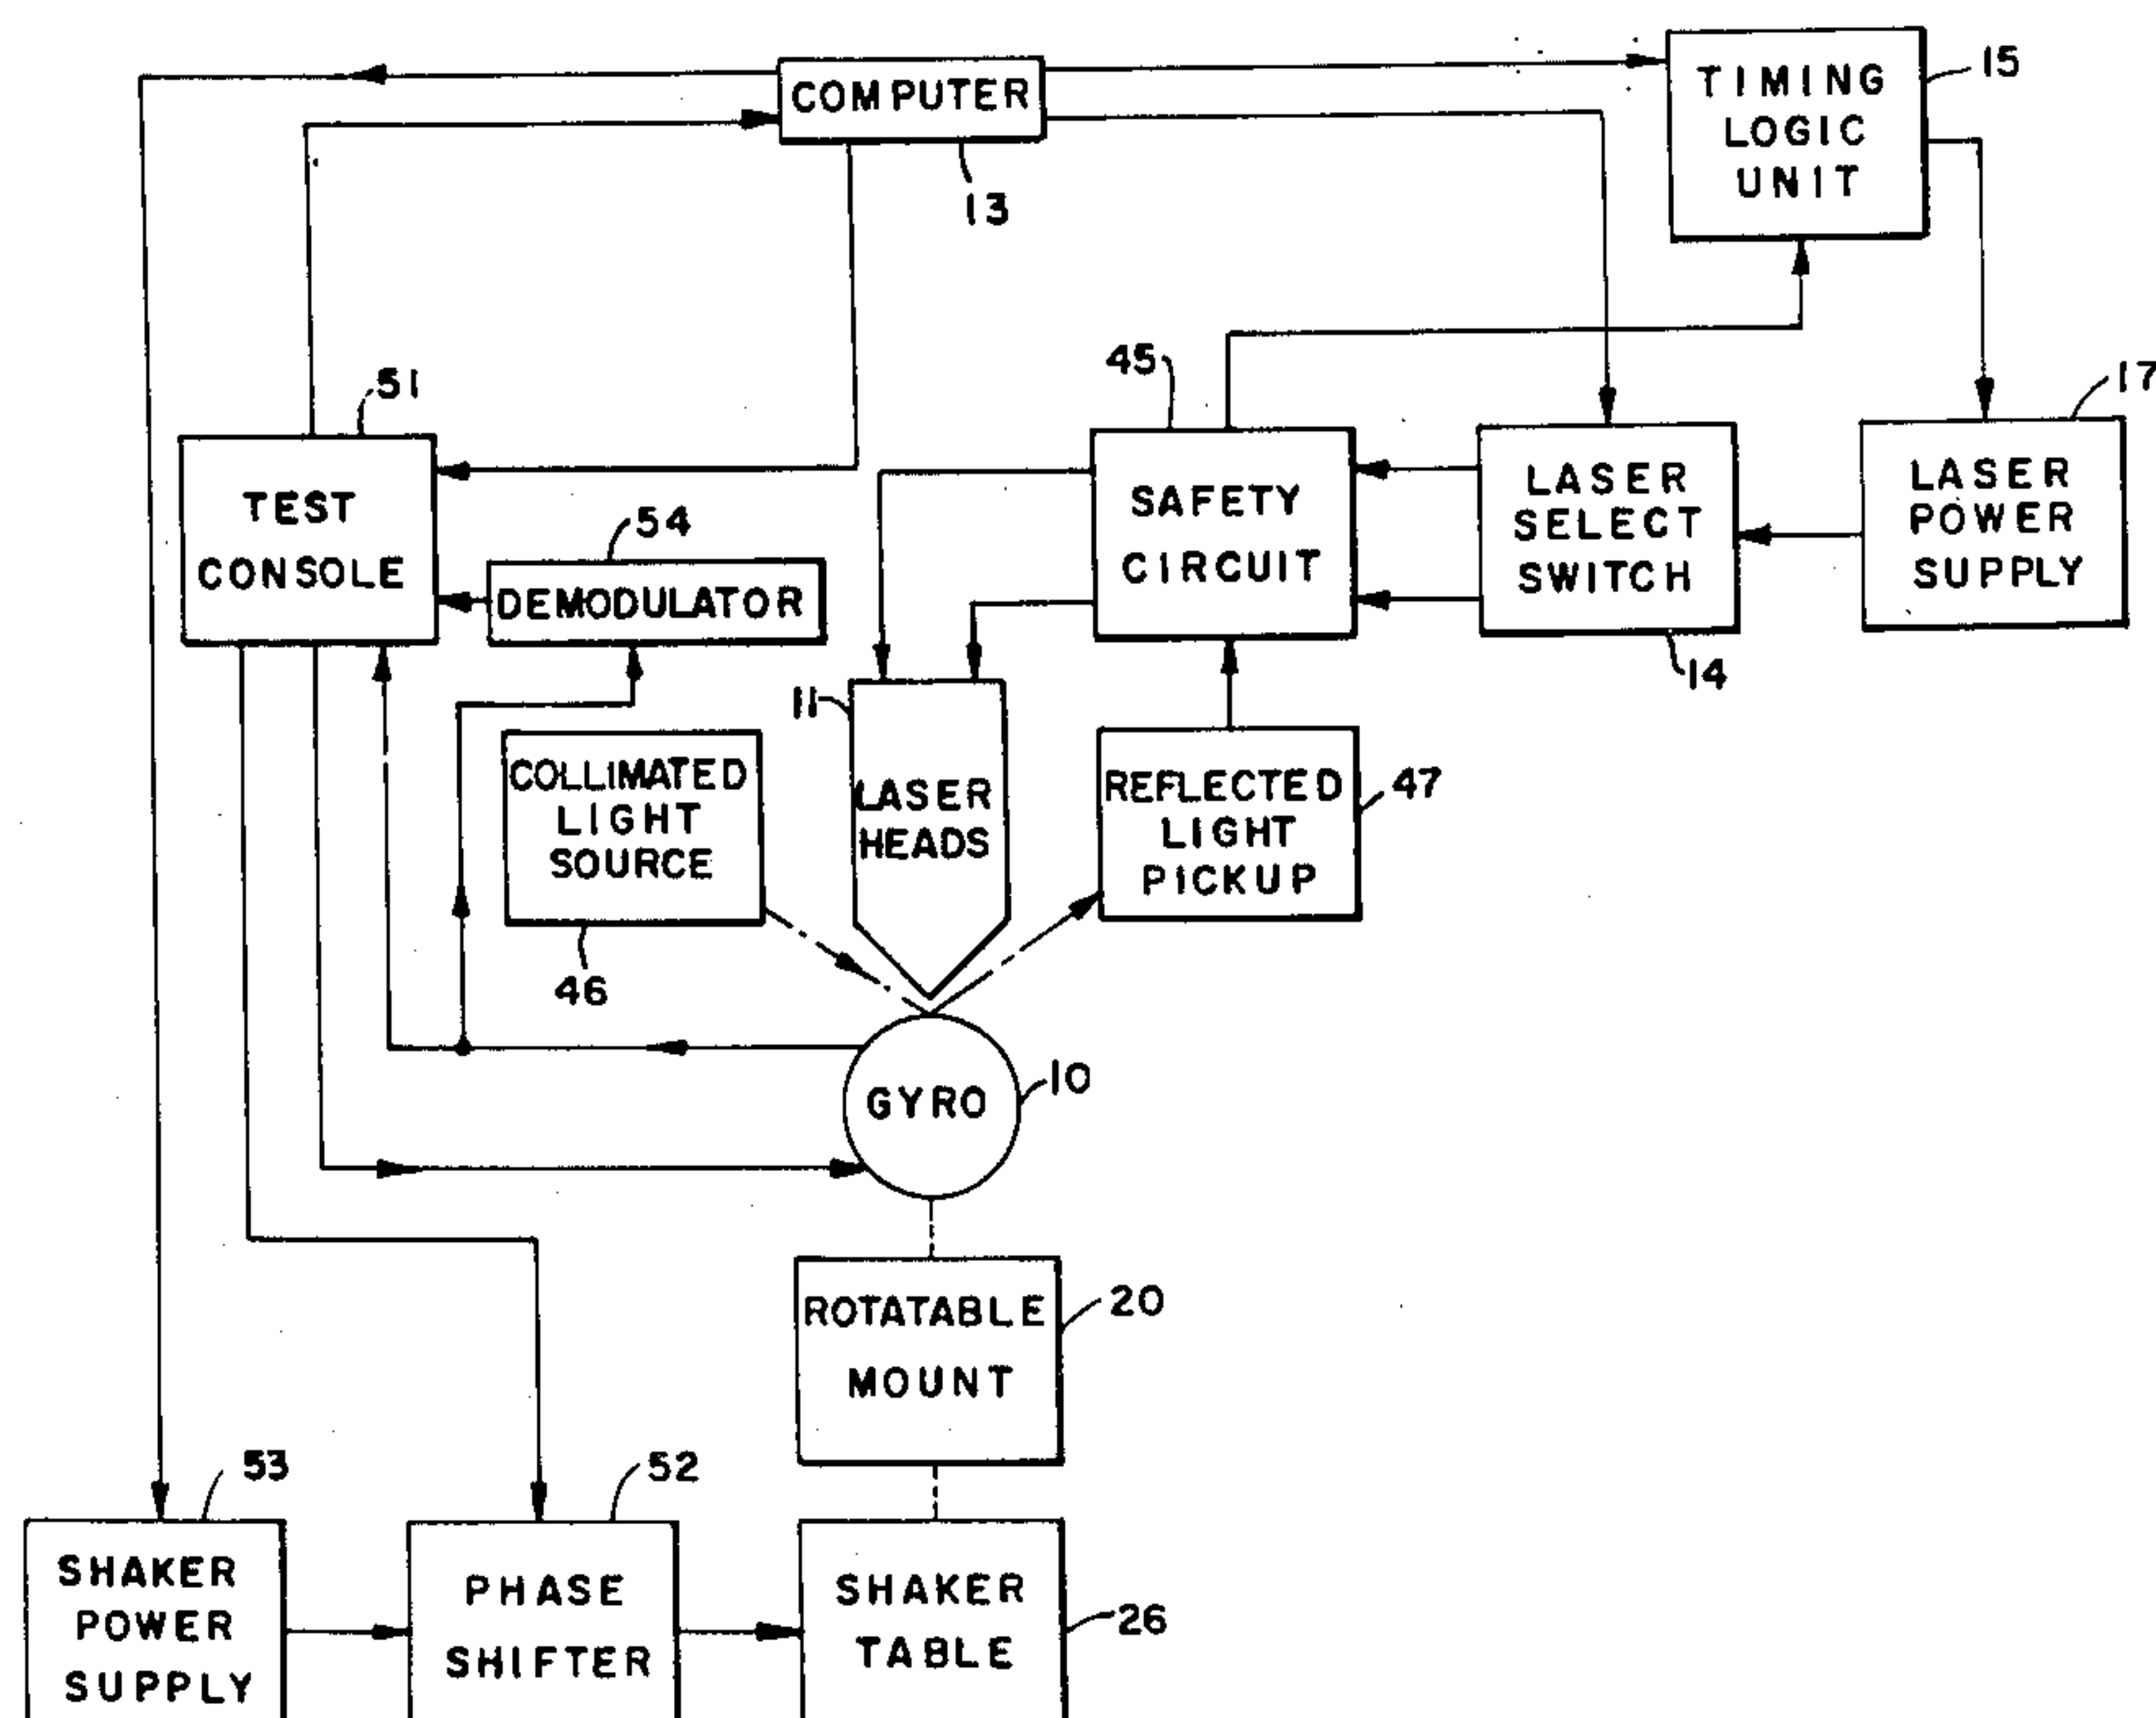 COMPUTER
13
TIMING
LOGIC
UNIT
15
51
TEST
CONSOLE
54
DEMODULATOR
45
SAFETY
CIRCUIT
LASER
SELECT
SWITCH
14
17
LASER
POWER
SUPPLY
COLLIMATED
LIGHT
SOURCE
46
11
LASER
HEADS
REFLECTED
LIGHT
PICKUP
47
GYRO
10
ROTATABLE
MOUNT
20
53
SHAKER
POWER
SUPPLY
52
PHASE
SHIFTER
SHAKER
TABLE
26